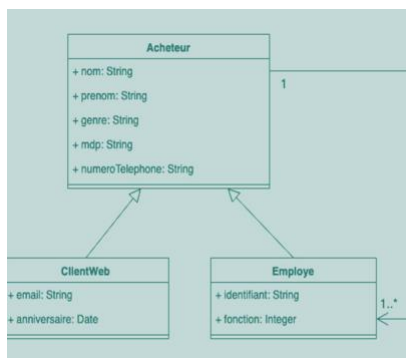 Acheteur
+ nom: String
+ prenom: String
+ genre: String
+ mdp: String
+ numeroTelephone: String
1
ClientWeb
+ email: String
+ anniversaire: Date
Employe
+ identifiant: String
+ fonction: Integer
1..*